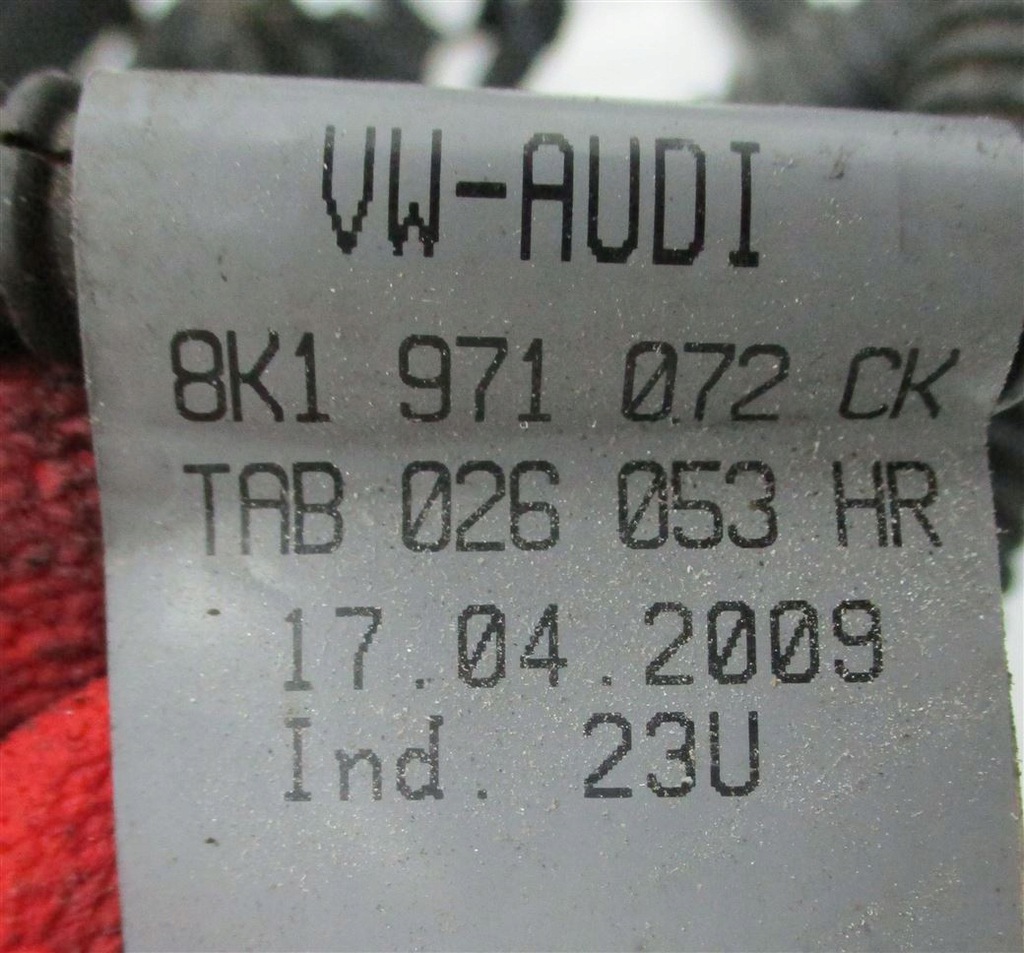 VW-AUDI
8K1 971 072 CK
TAB 026 053 HR
17.04.2009
Ind. 23U